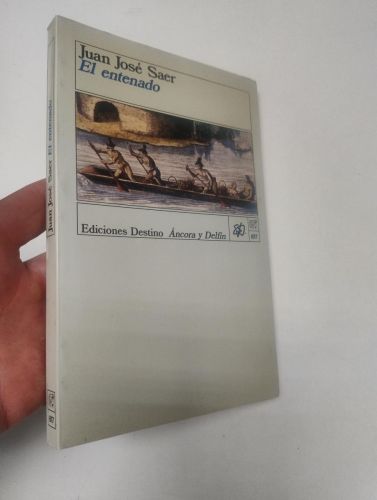 Juan José Saer
El entenado
Ediciones Destino Áncora y Delfín
Juan José Saer El entenado